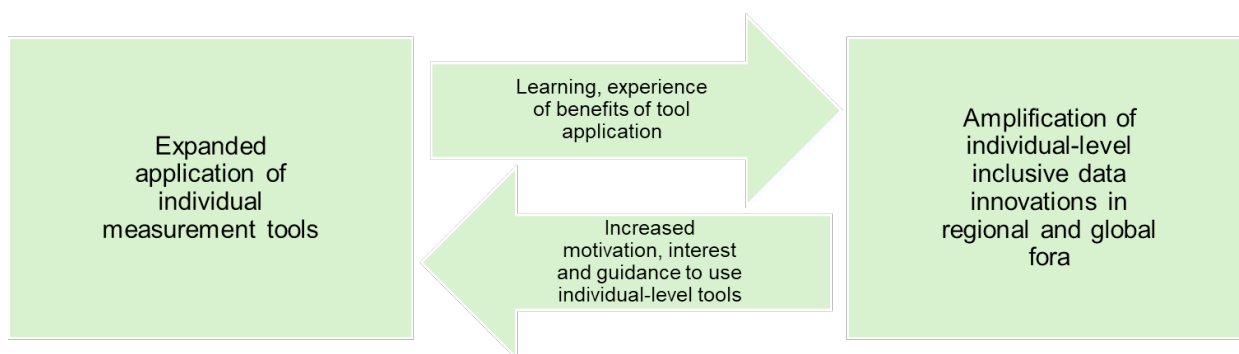 Expanded
application of
individual
measurement tools
Learning, experience
of benefits of tool
application
Increased
motivation, interest
and guidance to use
individual-level tools
Amplification of
individual-level
inclusive data
innovations in
regional and global
fora